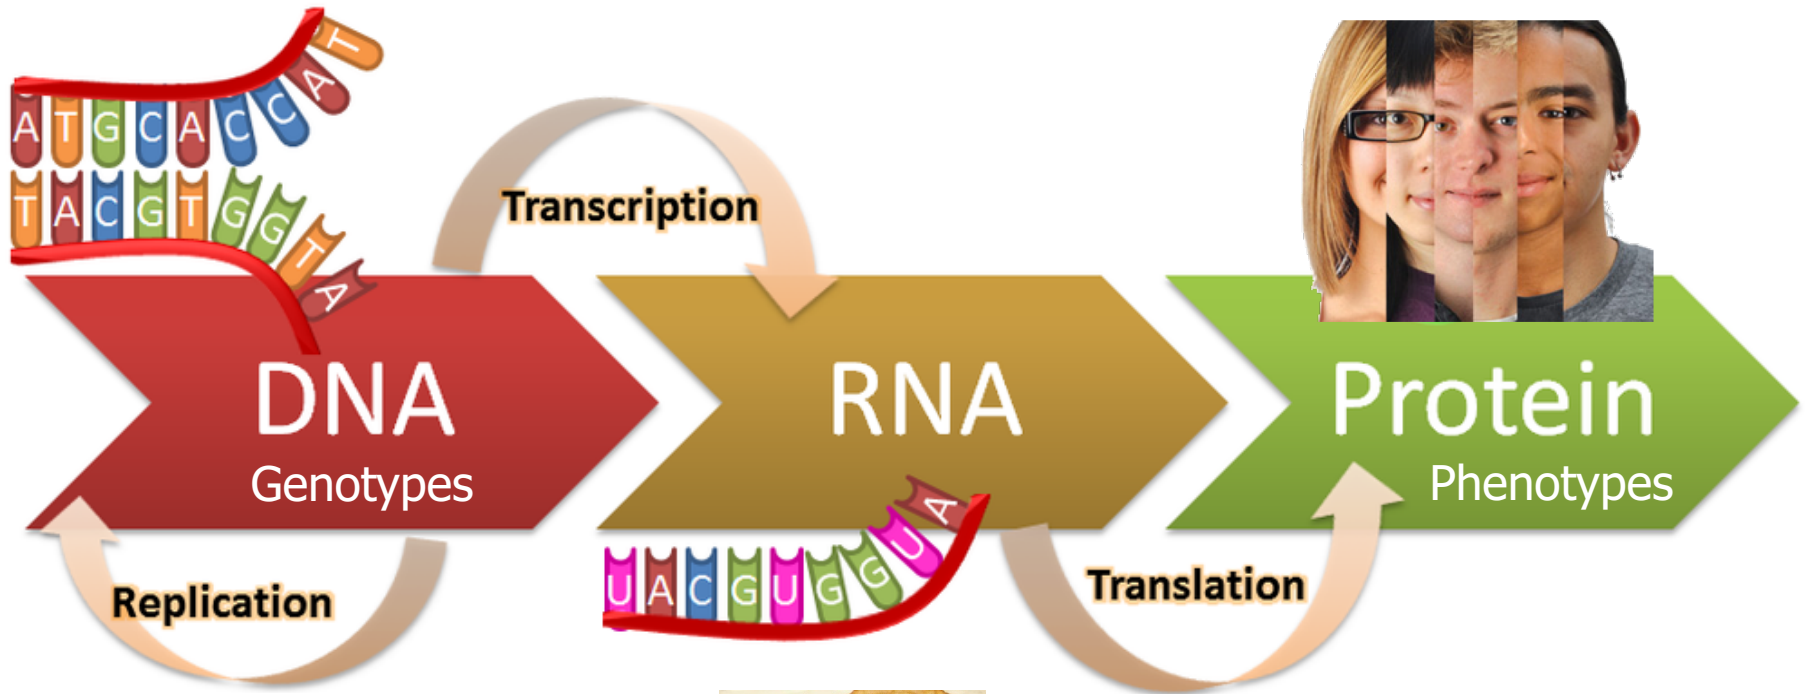 ATGCACCAT
TACGTGGTA
Transcription
DNA
Genotypes
RNA
Protein
Phenotypes
Replication
UACGUGGUA
Translation